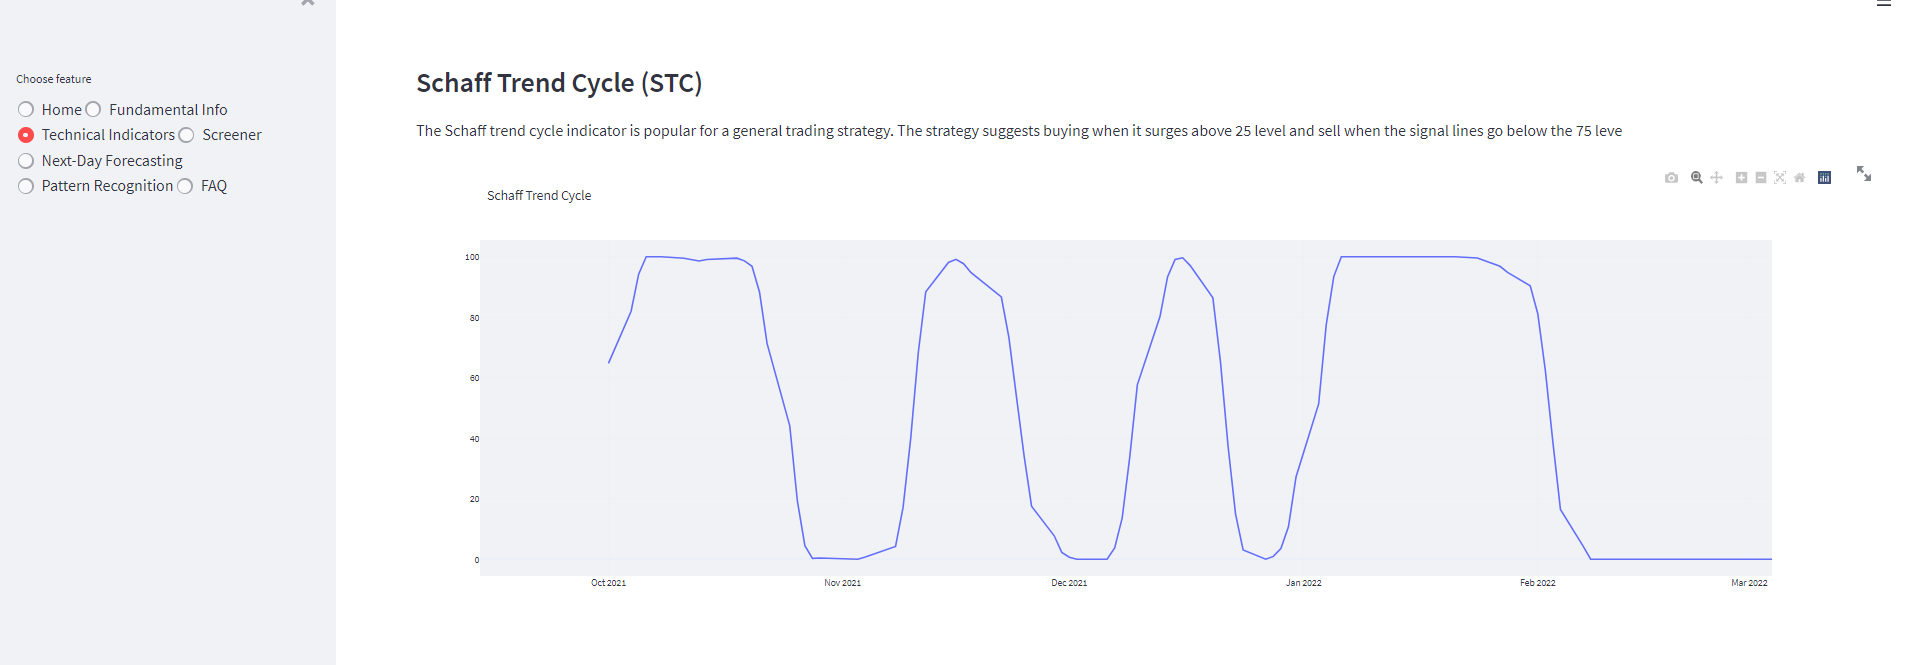 Choose feature
Home Fundamental Info
Technical Indicators Screener
Next-Day Forecasting
Pattern Recognition FAQ
Schaff Trend Cycle (STC)
The Schaff trend cycle indicator is popular for a general trading strategy. The strategy suggests buying when it surges above 25 level and sell when the signal lines go below the 75 leve
Schaff Trend Cycle
100
80
60
40
20
0
Oct 2021 Nov 2021 Dec 2021 Jan 2022 Feb 2022 Mar 2022